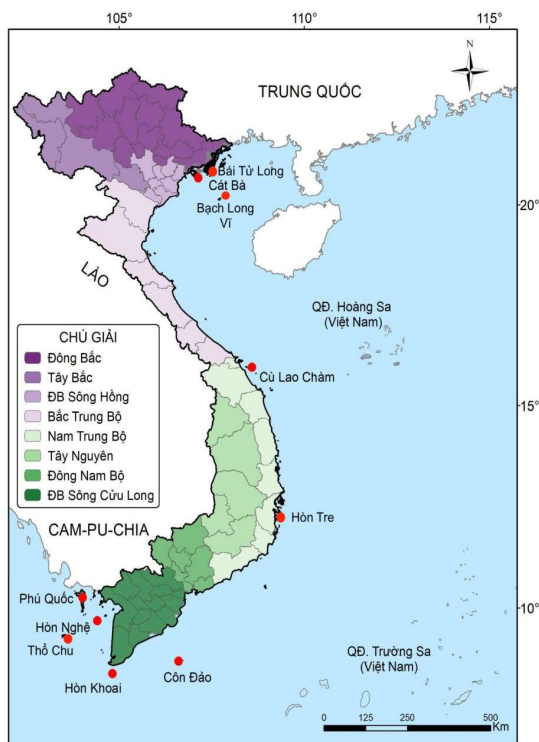 105°
110°
115°
N
TRUNG QUỐC
Bái Tử Long
Cát Bà
Bạch Long
Vĩ
20°
LÀO
QĐ. Hoàng Sa
(Việt Nam)
CHÚ GIẢI
Đông Bắc
Tây Bắc
ĐB Sông Hồng
Bắc Trung Bộ
Nam Trung Bộ
Tây Nguyên
Đông Nam Bộ
ĐB Sông Cửu Long
Củ Lao Chàm
15°
Hòn Tre
CAM-PU-CHIA
Phú Quốc
10°
Hòn Nghệ
Thổ Chu
QĐ. Trường Sa
(Việt Nam)
Hòn Khoai
Côn Đảo
0 125 250 500
Km